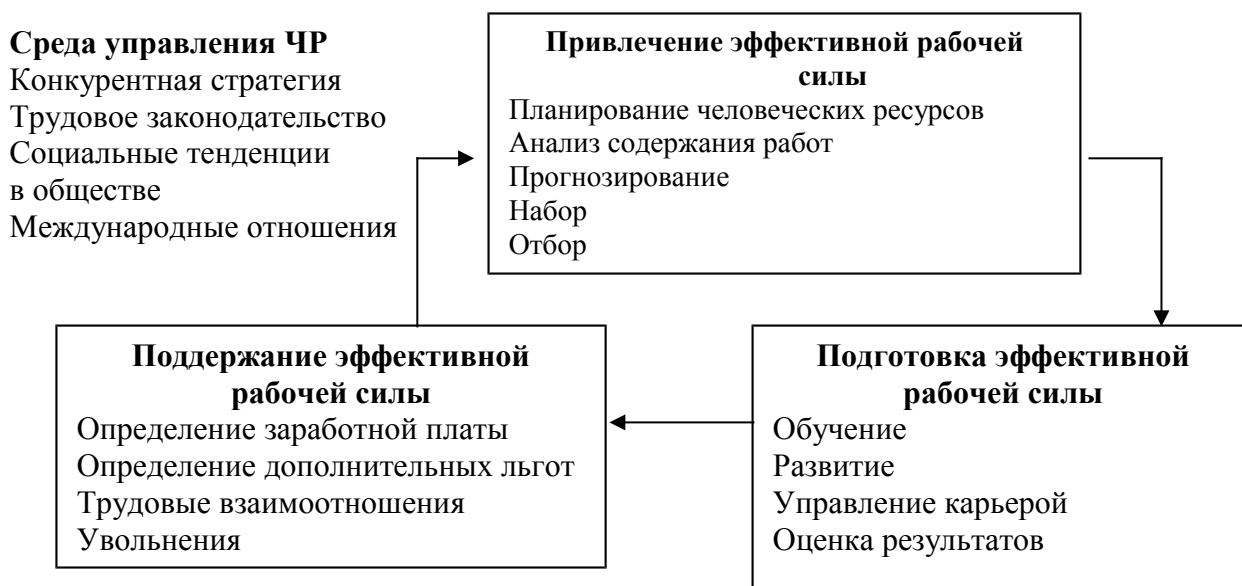 Среда управления ЧР
Конкурентная стратегия
Трудовое законодательство
Социальные тенденции
в обществе
Международные отношения
Привлечение эффективной рабочей
силы
Планирование человеческих ресурсов
Анализ содержания работ
Прогнозирование
Набор
Отбор
Поддержание эффективной
рабочей силы
Определение заработной платы
Определение дополнительных льгот
Трудовые взаимоотношения
Увольнения
Подготовка эффективной
рабочей силы
Обучение
Развитие
Управление карьерой
Оценка результатов